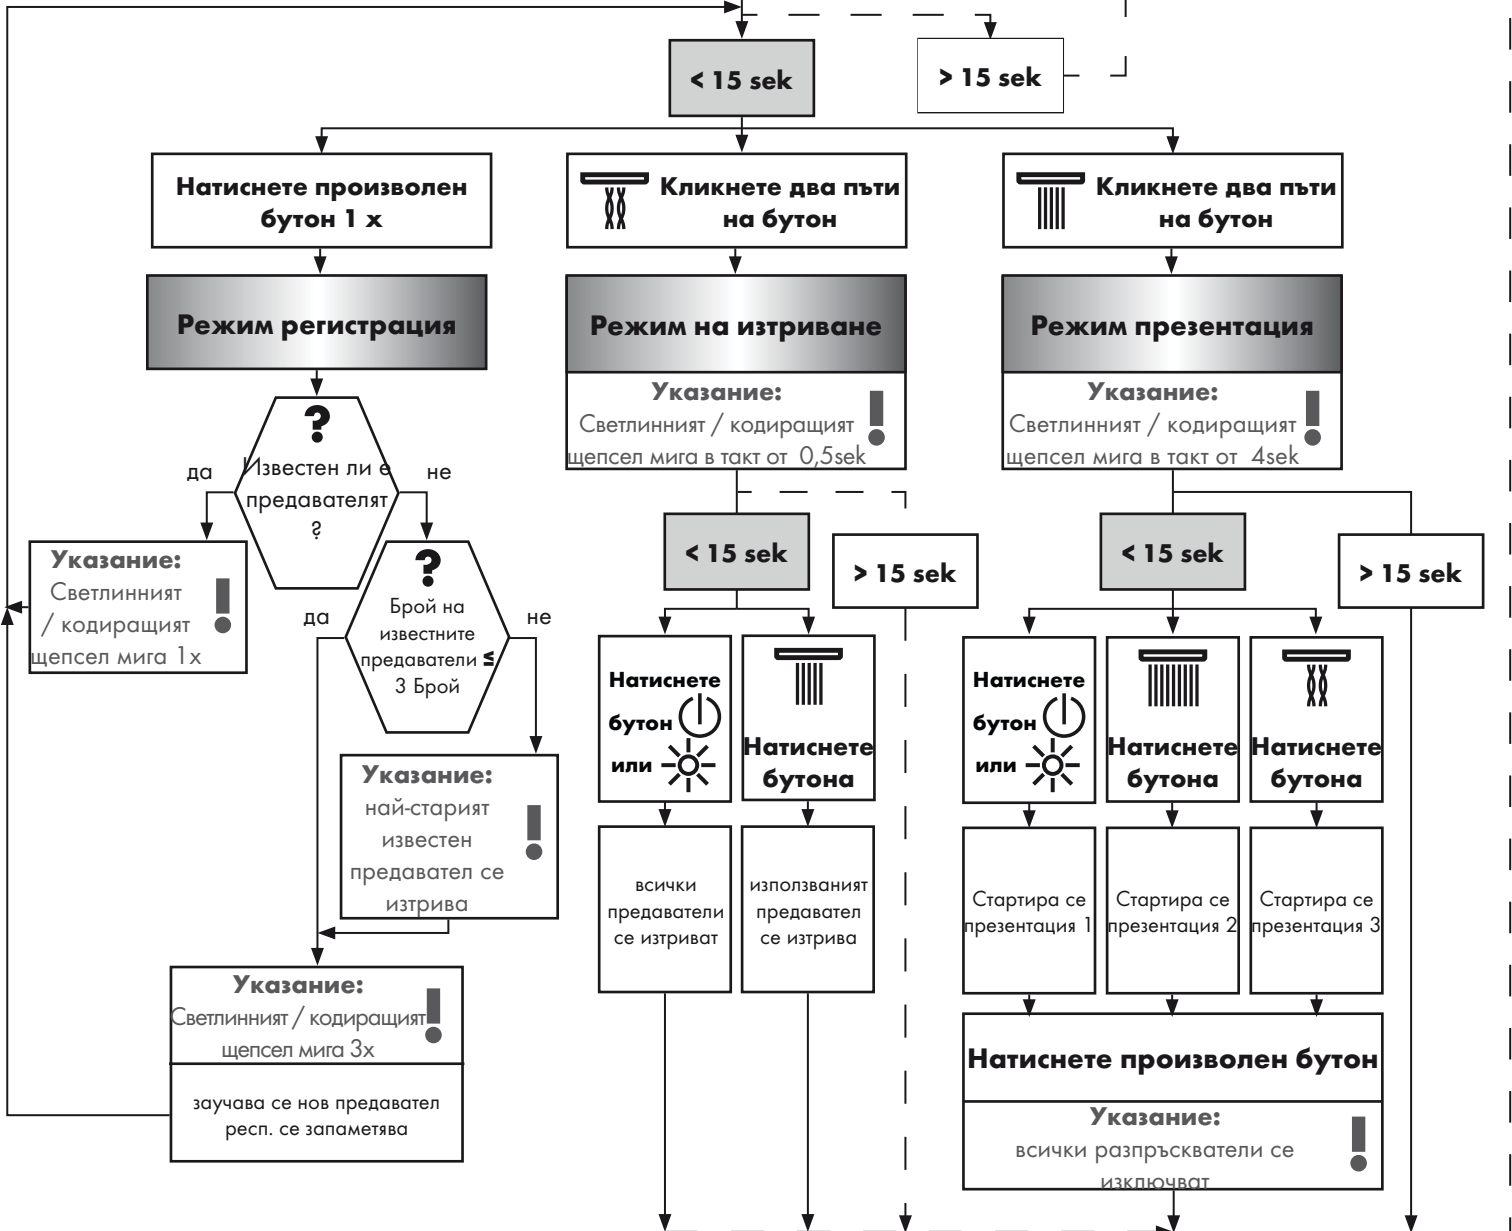 < 15 sek
> 15 sek
Натиснете произволен
бутон 1 x
Кликнете два пъти
на бутон
Кликнете два пъти
на бутон
Режим регистрация
Режим на изтриване
Режим презентация
Указание:
Светлинният / кодиращият
щепсел мига в такт от 0,5sek
Указание:
Светлинният / кодиращият
щепсел мига в такт от 4sek
?
Известен ли е
предавателят
?
да
не
Указание:
Светлинният
/ кодиращият
щепсел мига 1x
?
Брой на
известните
предаватели ≤
3 Брой
да
не
Указание:
най-старият
известен
предавател се
изтрива
Указание:
Светлинният / кодиращият
щепсел мига 3x
заучава се нов предавател
респ. се запаметява
< 15 sek
> 15 sek
Натиснете
бутон
или
Натиснете
бутона
всички
предаватели
се изтриват
използваният
предавател
се изтрива
< 15 sek
> 15 sek
Натиснете
бутон
или
Натиснете
бутона
Натиснете
бутона
Стартира се
презентация 1
Стартира се
презентация 2
Стартира се
презентация 3
Натиснете произволен бутон
Указание:
всички разпръскватели се
изключват